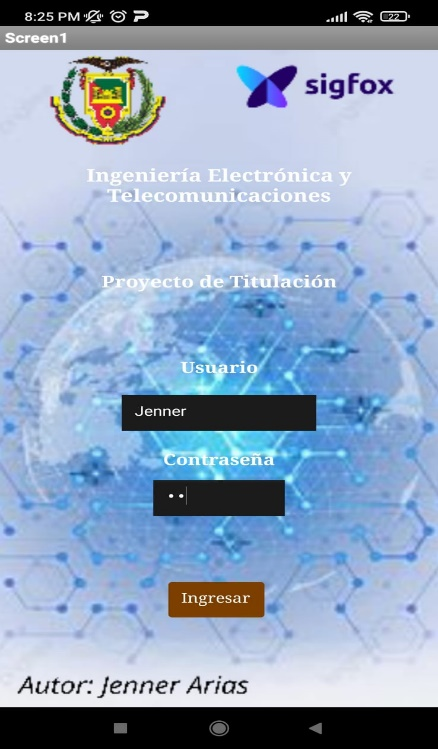 8:25 PM
22
Screen1
sigfox
Ingeniería Electrónica y
Telecomunicaciones
Proyecto de Titulación
Usuario
Jenner
Contraseña
Ingresar
Autor: Jenner Arias